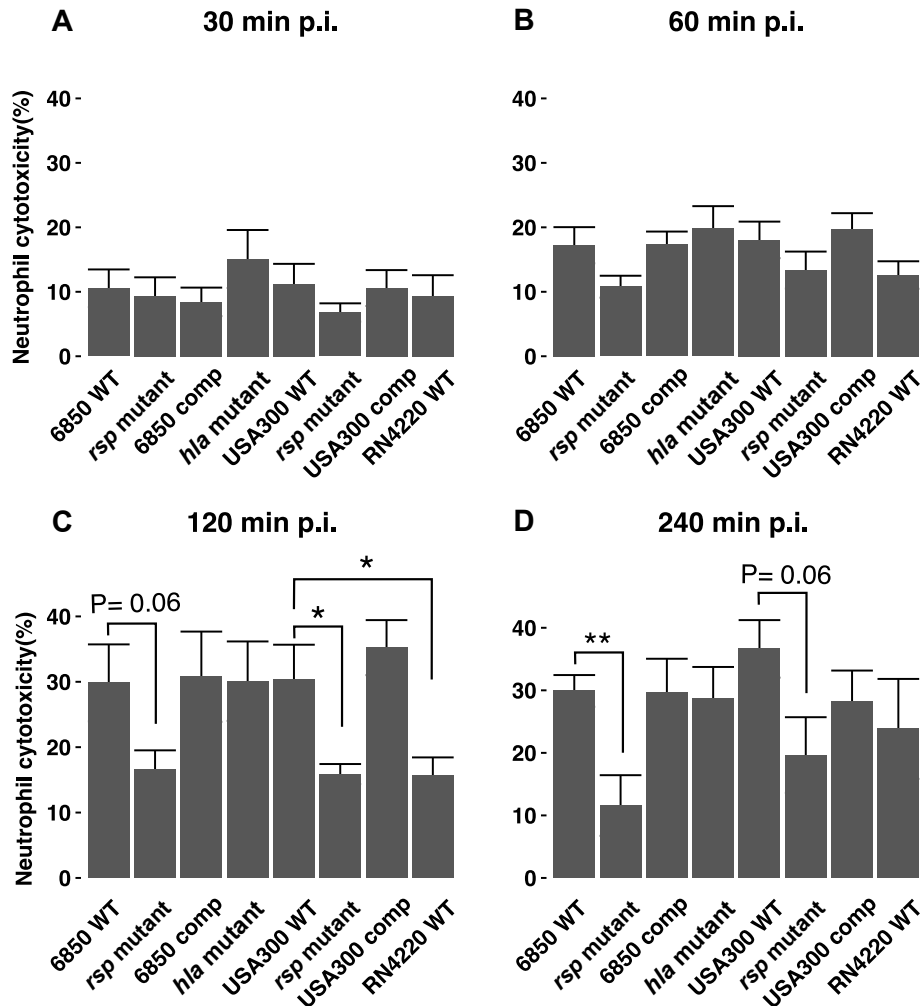 A 30 min p.i.
Neutrophil cytotoxicity(%)
40
30
20
10
0
6850 WT
rsp mutant
6850 comp
hla mutant
USA300 WT
rsp mutant
USA300 comp
RN4220 WT
B 60 min p.i.
40
30
20
10
0
6850 WT
rsp mutant
6850 comp
hla mutant
USA300 WT
rsp mutant
USA300 comp
RN4220 WT
C 120 min p.i.
Neutrophil cytotoxicity(%)
40
30
20
10
0
P= 0.06
*
*
6850 WT
rsp mutant
6850 comp
hla mutant
USA300 WT
rsp mutant
USA300 comp
RN4220 WT
D 240 min p.i.
40
30
20
10
0
**
P= 0.06
6850 WT
rsp mutant
6850 comp
hla mutant
USA300 WT
rsp mutant
USA300 comp
RN4220 WT